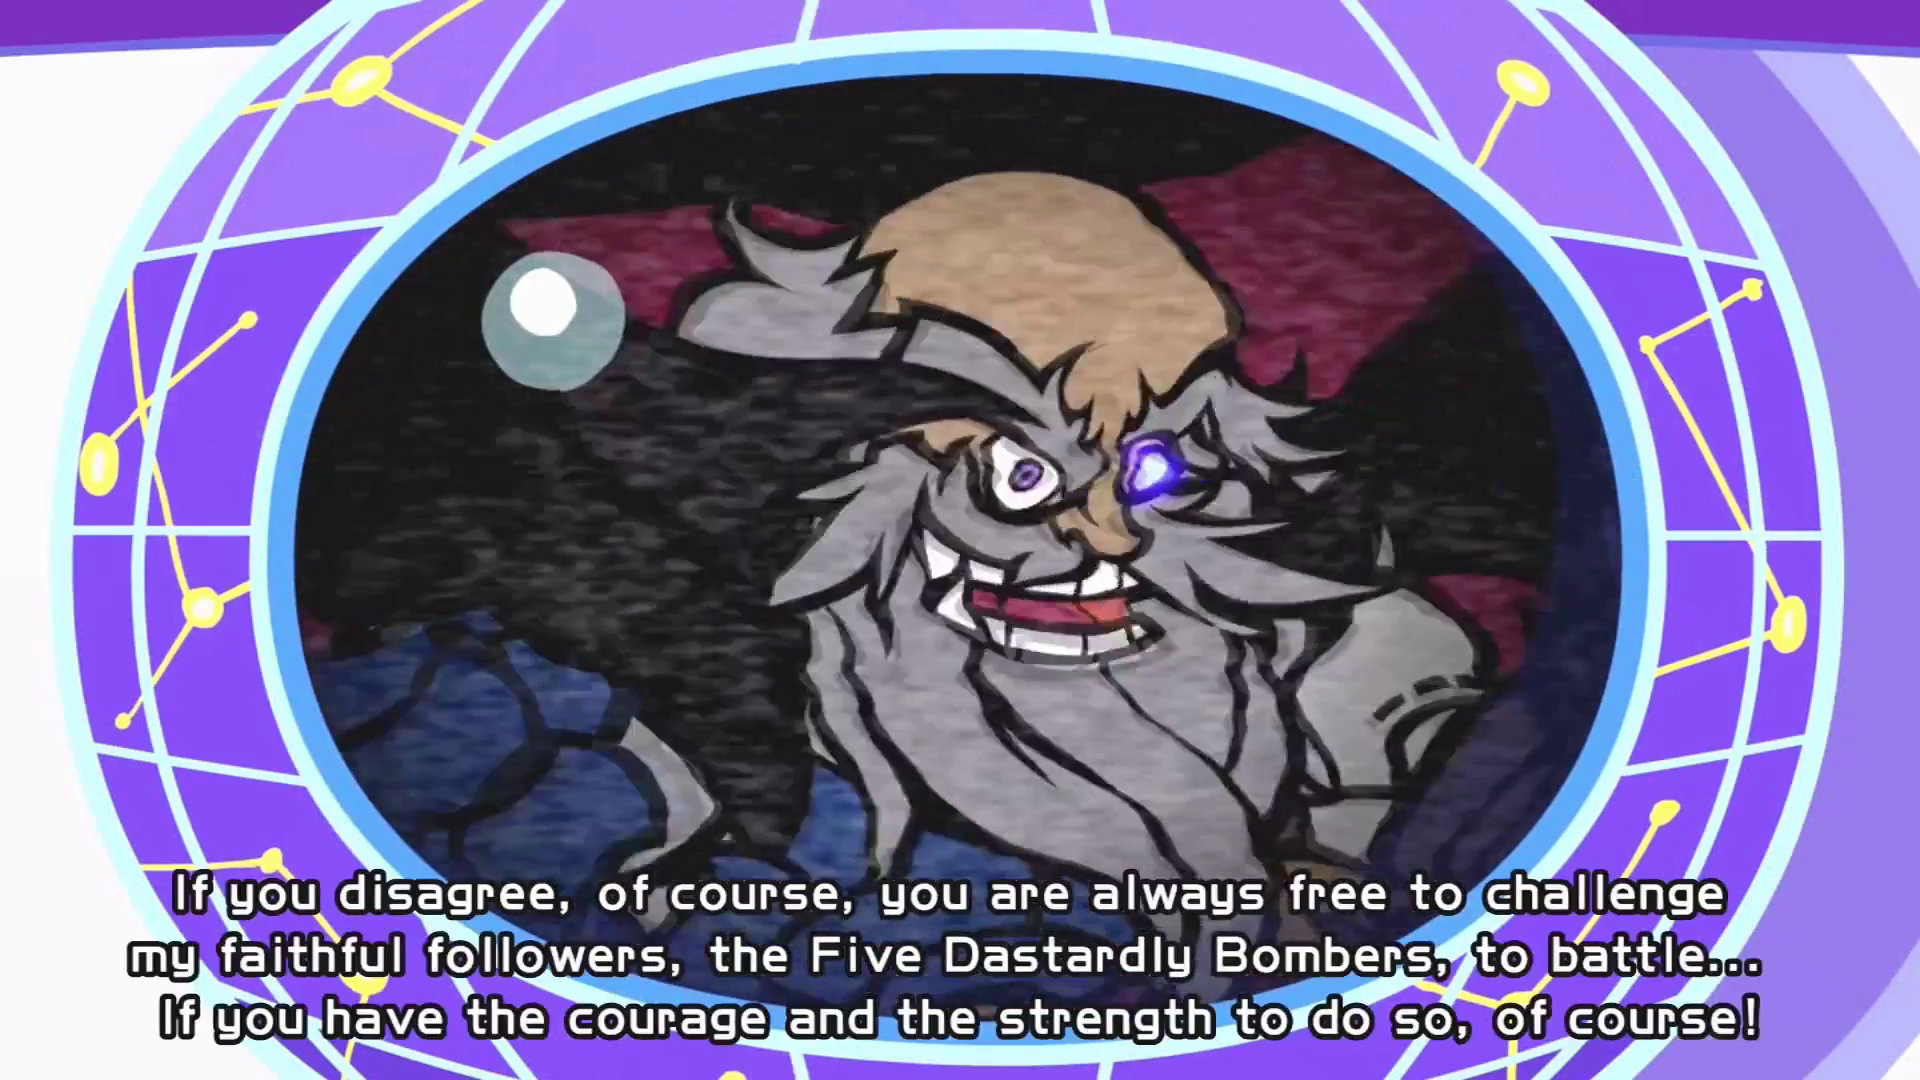 If you disagree, of course, you are always free to challenge
my faithful followers, the Five Dastardly Bombers, to battle...
If you have the courage and the strength to do so, of course!